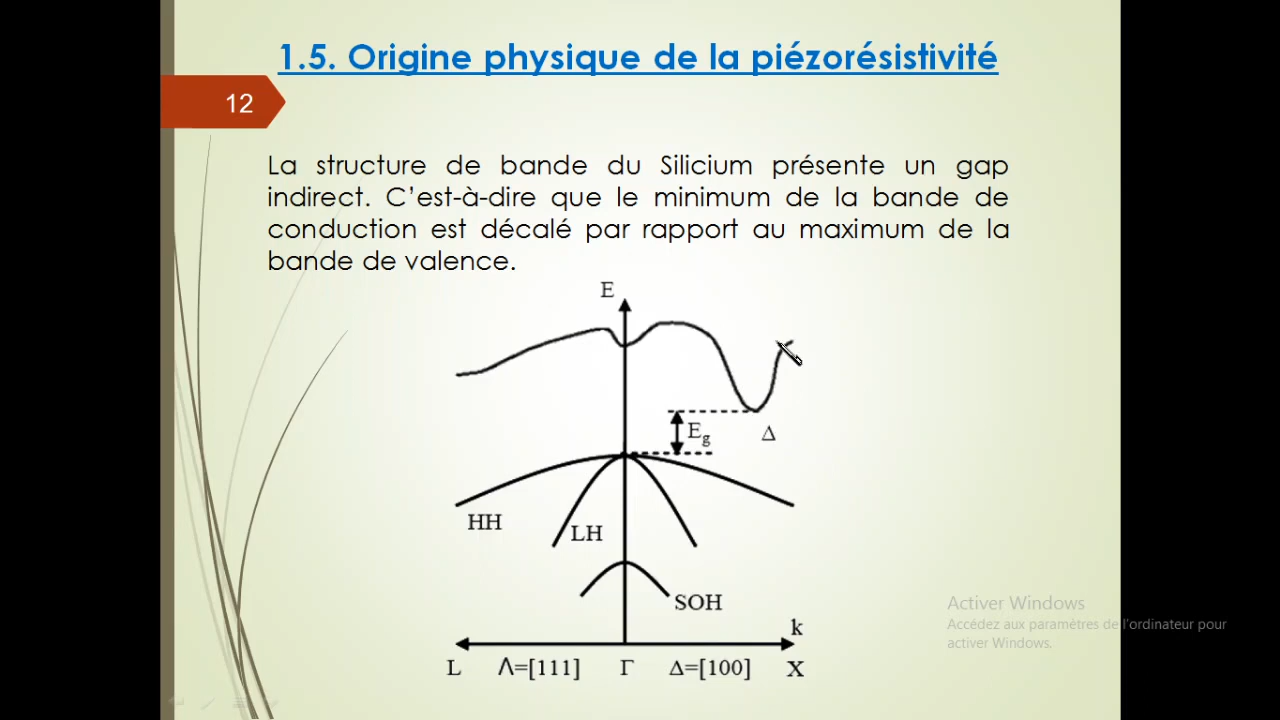 1.5. Origine physique de la piézorésistivité
12
La structure de bande du Silicium présente un gap
indirect. C’est-à-dire que le minimum de la bande de
conduction est décalé par rapport au maximum de la
bande de valence.
E
E_g
Δ
HH
LH
SOH
k
L Λ=[111] Γ Δ=[100] X
Activer Windows
Accédez aux paramètres de l'ordinateur pour
activer Windows.